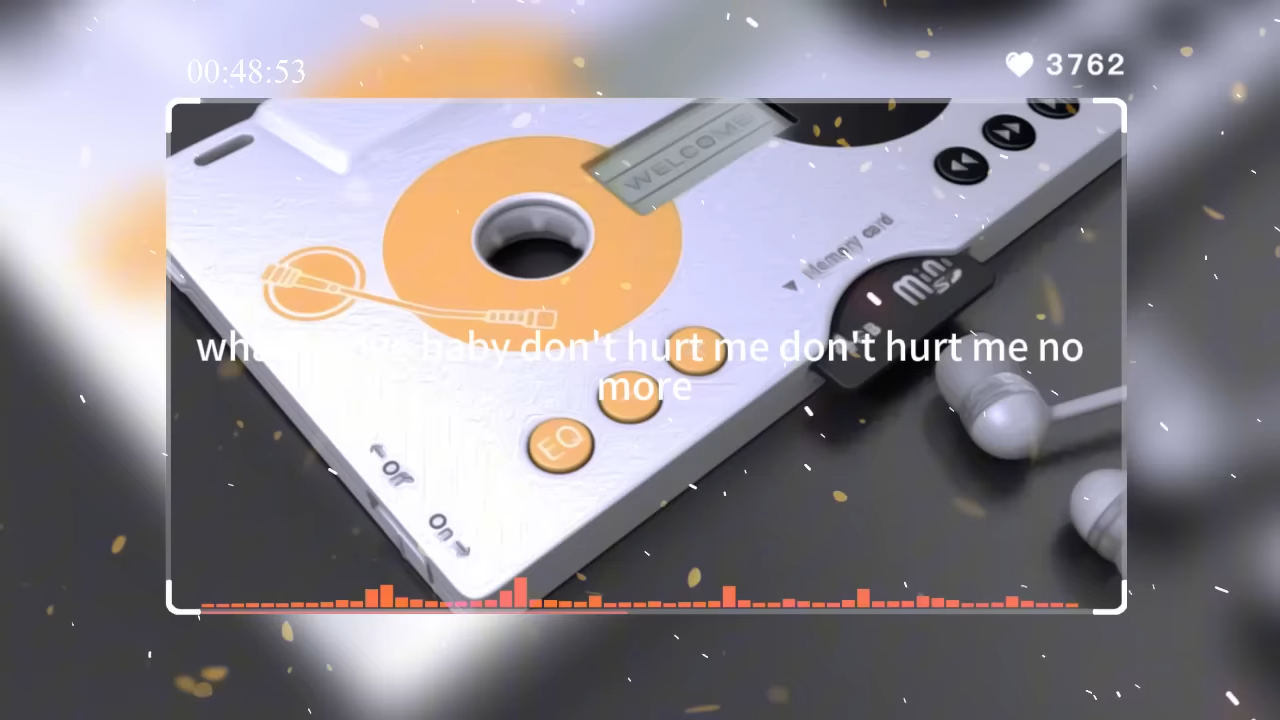 00:48:53
3762
WELCOME
Memory card
mini
EQ
baby don't hurt me don't hurt me no
more
Off
On